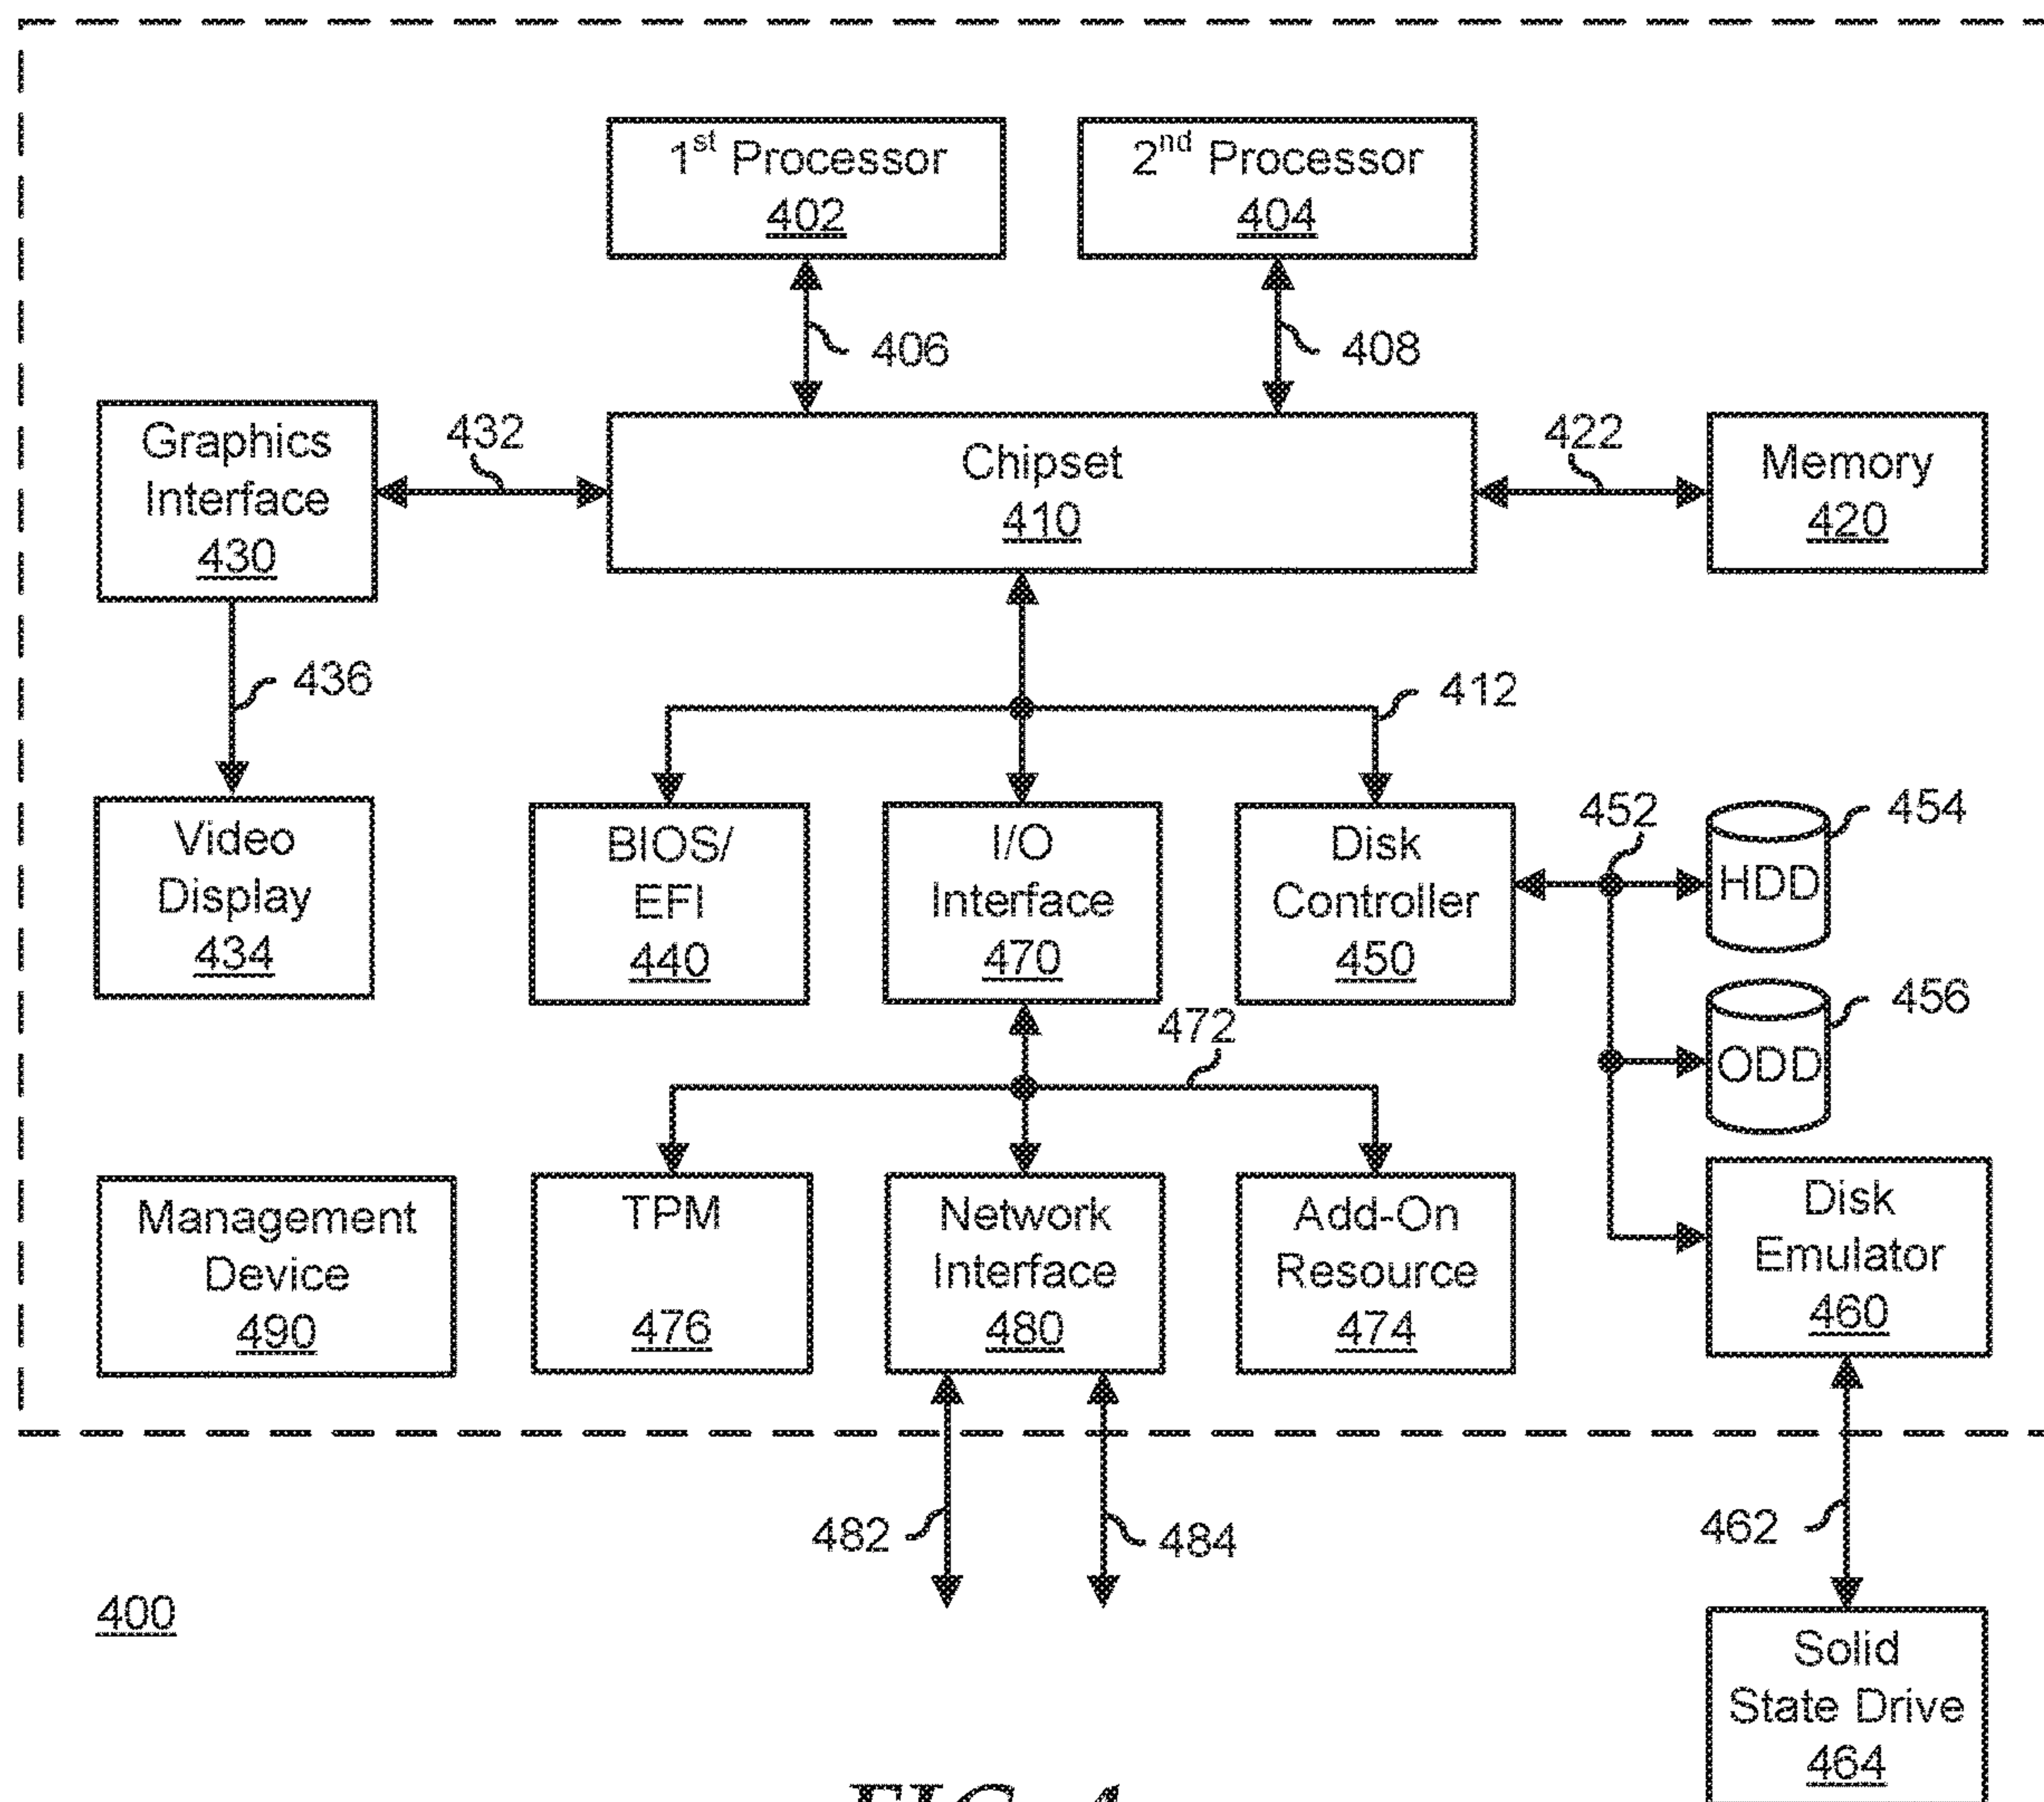 1st Processor
402
2nd Processor
404
406
408
Graphics
Interface
430
432
Chipset
410
422
Memory
420
436
412
Video
Display
434
BIOS/
EFI
440
I/O
Interface
470
Disk
Controller
450
452
HDD
454
ODD
456
472
Management
Device
490
TPM
476
Network
Interface
480
Add-On
Resource
474
Disk
Emulator
460
482
484
462
400
Solid
State Drive
464
FIG. 4